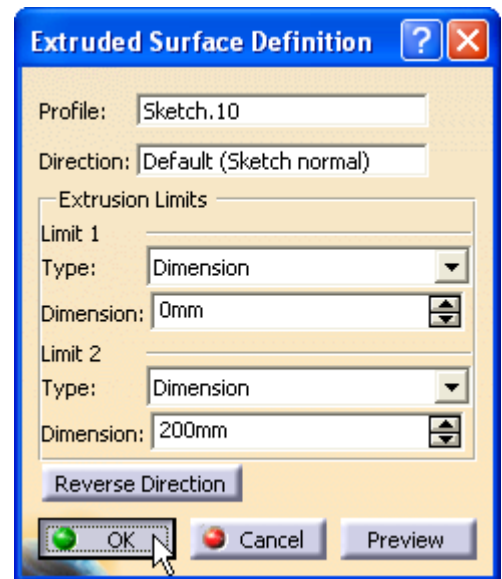 Extruded Surface Definition ?
Profile: Sketch.10
Direction: Default (Sketch normal)
Extrusion Limits
Limit 1
Type: Dimension
Dimension: 0mm
Limit 2
Type: Dimension
Dimension: 200mm
Reverse Direction
OK Cancel Preview